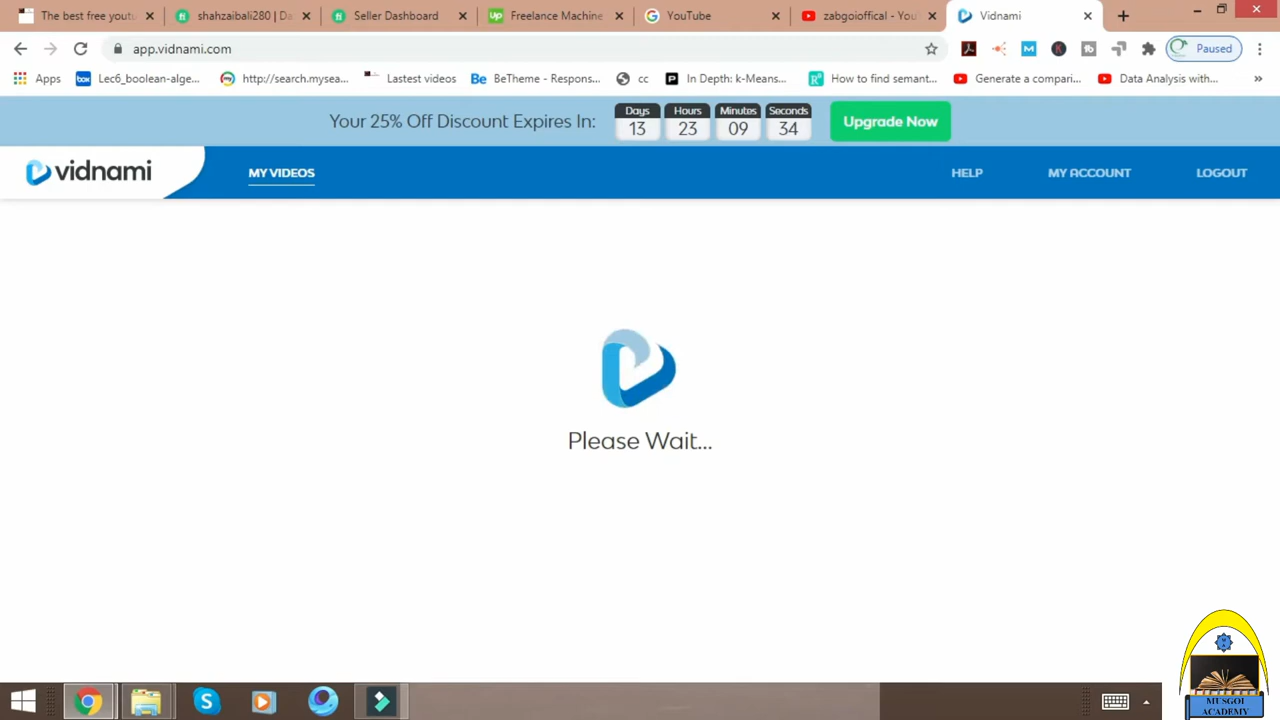 The best free youtu
shahzaibali280 | Da
Seller Dashboard
Freelance Machine
YouTube
zabgoioffical - You
Vidnami
app.vidnami.com
Paused
Apps
Lec6_boolean-alge...
http://search.mysea...
Lastest videos
BeTheme - Respons...
cc
In Depth: k-Means...
How to find semant...
Generate a compari...
Data Analysis with...
Your 25% Off Discount Expires In:
Days
Hours
Minutes
Seconds
13
23
09
34
Upgrade Now
vidnami
MY VIDEOS
HELP
MY ACCOUNT
LOGOUT
Please Wait...
MUSGOI
ACADEMY